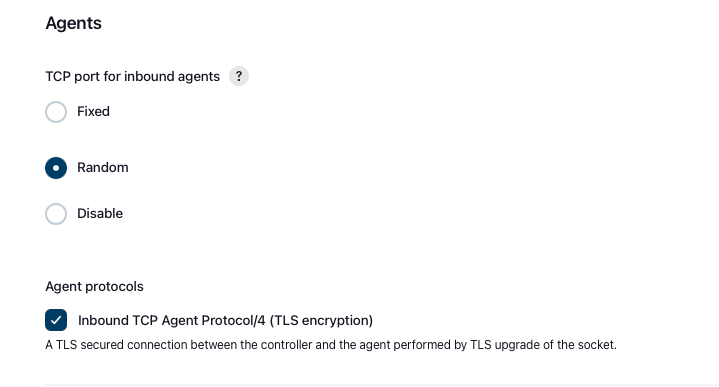 Agents
TCP port for inbound agents ?
Fixed
Random
Disable
Agent protocols
Inbound TCP Agent Protocol/4 (TLS encryption)
A TLS secured connection between the controller and the agent performed by TLS upgrade of the socket.